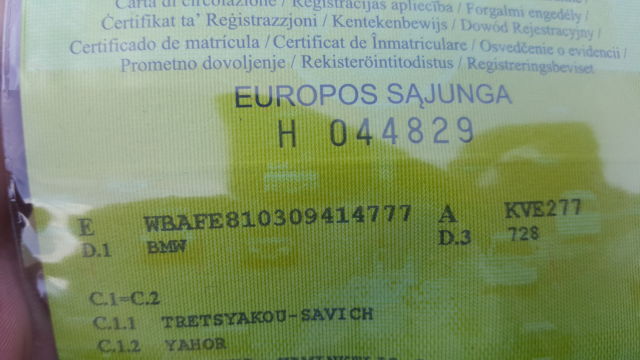 Carta di circolazione / Reģistrācijas apliecība / Forgalmi engedély /
Ċertifikat ta' Reġistrazzjoni / Kentekenbewijs / Dowód Rejestracyjny /
Certificado de matrícula / Certificat de Înmatriculare / Osvedčenie o evidencii /
Prometno dovoljenje / Rekisteröintitodistus / Registreringsbeviset
EUROPOS SĄJUNGA
H 044829
E WBAFE810309414777 A KVE277
D.1 BMW D.3 728
C.1=C.2
C.1.1 TRETSYAKOU-SAVICH
C.1.2 YAHOR